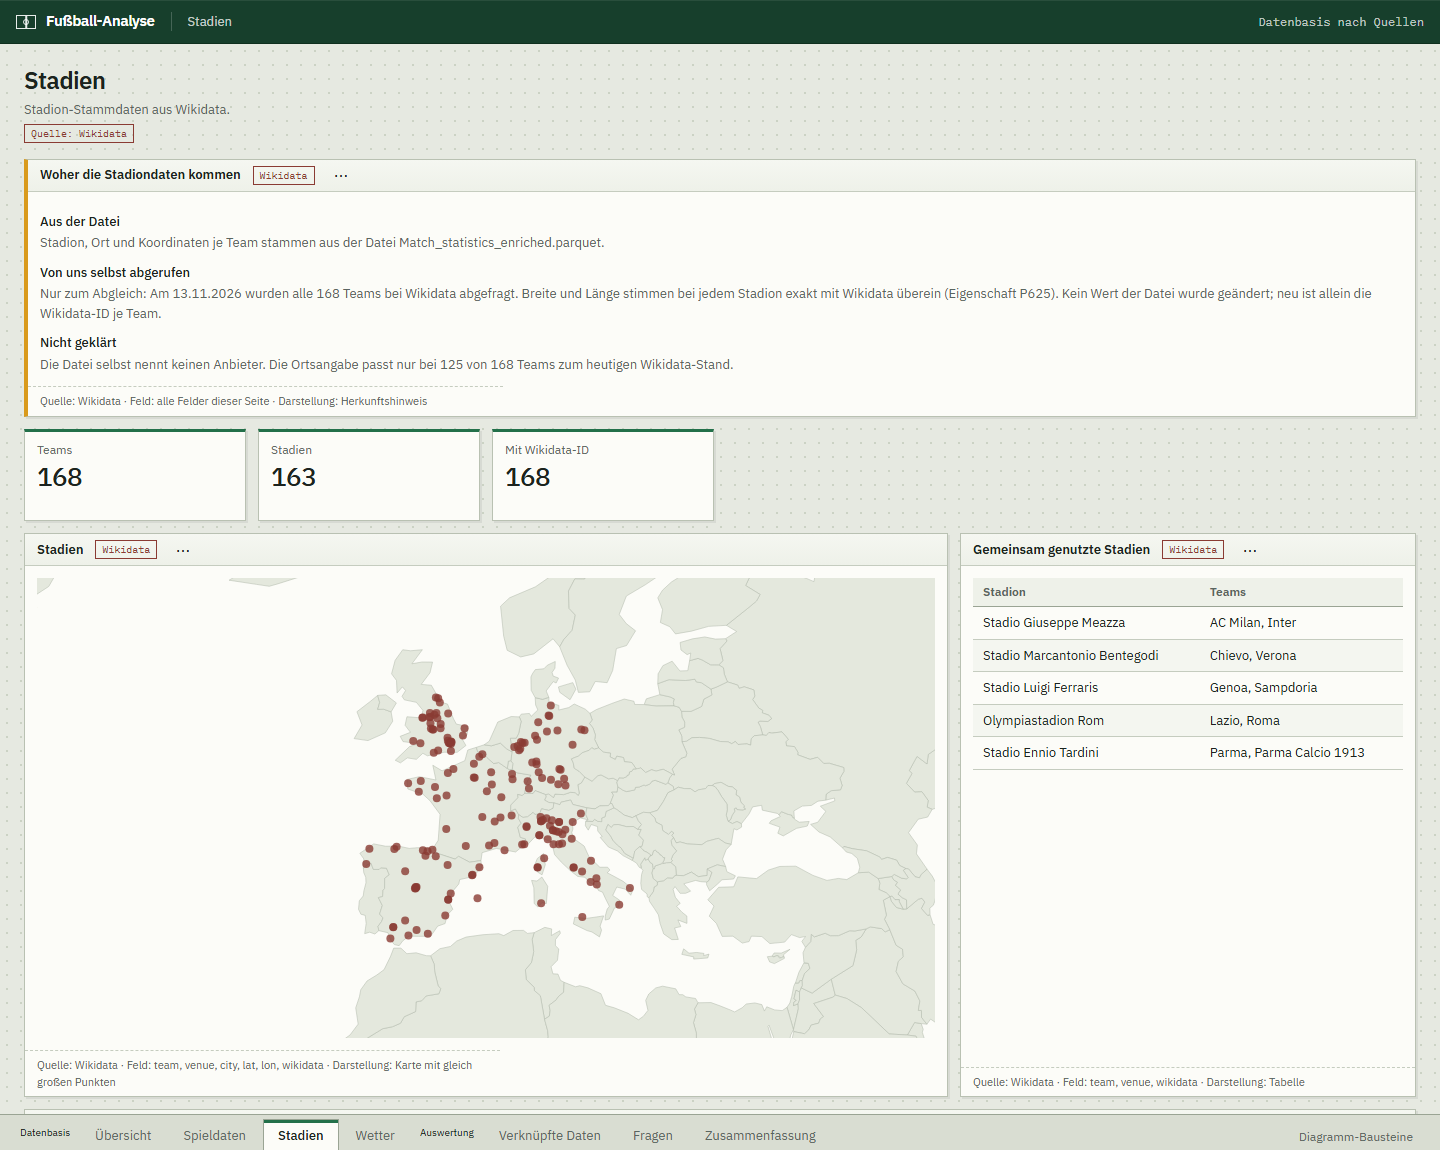 Fußball-Analyse
Stadien
Datenbasis nach Quellen
Stadien
Stadion-Stammdaten aus Wikidata.
Quelle: Wikidata
Woher die Stadiondaten kommen
Wikidata
...
Aus der Datei
Stadion, Ort und Koordinaten je Team stammen aus der Datei Match_statistics_enriched.parquet.
Von uns selbst abgerufen
Nur zum Abgleich: Am 13.11.2026 wurden alle 168 Teams bei Wikidata abgefragt. Breite und Länge stimmen bei jedem Stadion exakt mit Wikidata überein (Eigenschaft P625). Kein Wert der Datei wurde geändert; neu ist allein die
Wikidata-ID je Team.
Nicht geklärt
Die Datei selbst nennt keinen Anbieter. Die Ortsangabe passt nur bei 125 von 168 Teams zum heutigen Wikidata-Stand.
Quelle: Wikidata · Feld: alle Felder dieser Seite · Darstellung: Herkunftshinweis
Teams
168
Stadien
163
Mit Wikidata-ID
168
Stadien
Wikidata
...
Quelle: Wikidata · Feld: team, venue, city, lat, lon, wikidata · Darstellung: Karte mit gleich
großen Punkten
Gemeinsam genutzte Stadien
Wikidata
...
Stadion Teams
Stadio Giuseppe Meazza AC Milan, Inter
Stadio Marcantonio Bentegodi Chievo, Verona
Stadio Luigi Ferraris Genoa, Sampdoria
Olympiastadion Rom Lazio, Roma
Stadio Ennio Tardini Parma, Parma Calcio 1913
Quelle: Wikidata · Feld: team, venue, wikidata · Darstellung: Tabelle
Datenbasis Übersicht Spieldaten Stadien Wetter Auswertung Verknüpfte Daten Fragen Zusammenfassung Diagramm-Bausteine